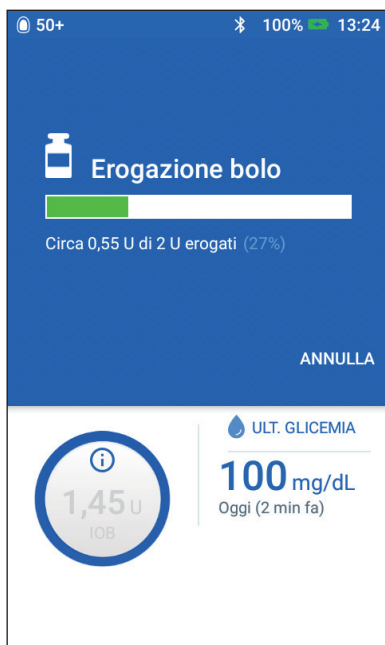 50+ 100% 13:24
Erogazione bolo
Circa 0,55 U di 2 U erogati (27%)
ANNULLA
ULT. GLICEMIA
100 mg/dL
Oggi (2 min fa)
1,45 U
IOB